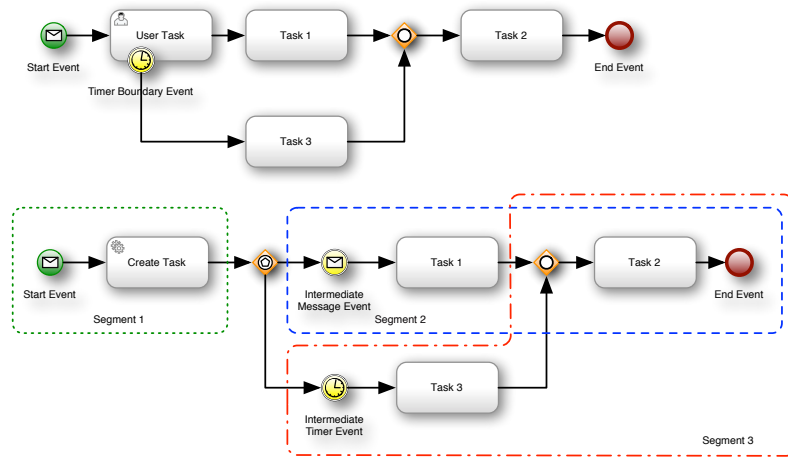 User Task
Task 1
Task 2
Start Event
End Event
Timer Boundary Event
Task 3
Create Task
Task 1
Task 2
Start Event
Intermediate
Message Event
End Event
Segment 1
Segment 2
Task 3
Intermediate
Timer Event
Segment 3